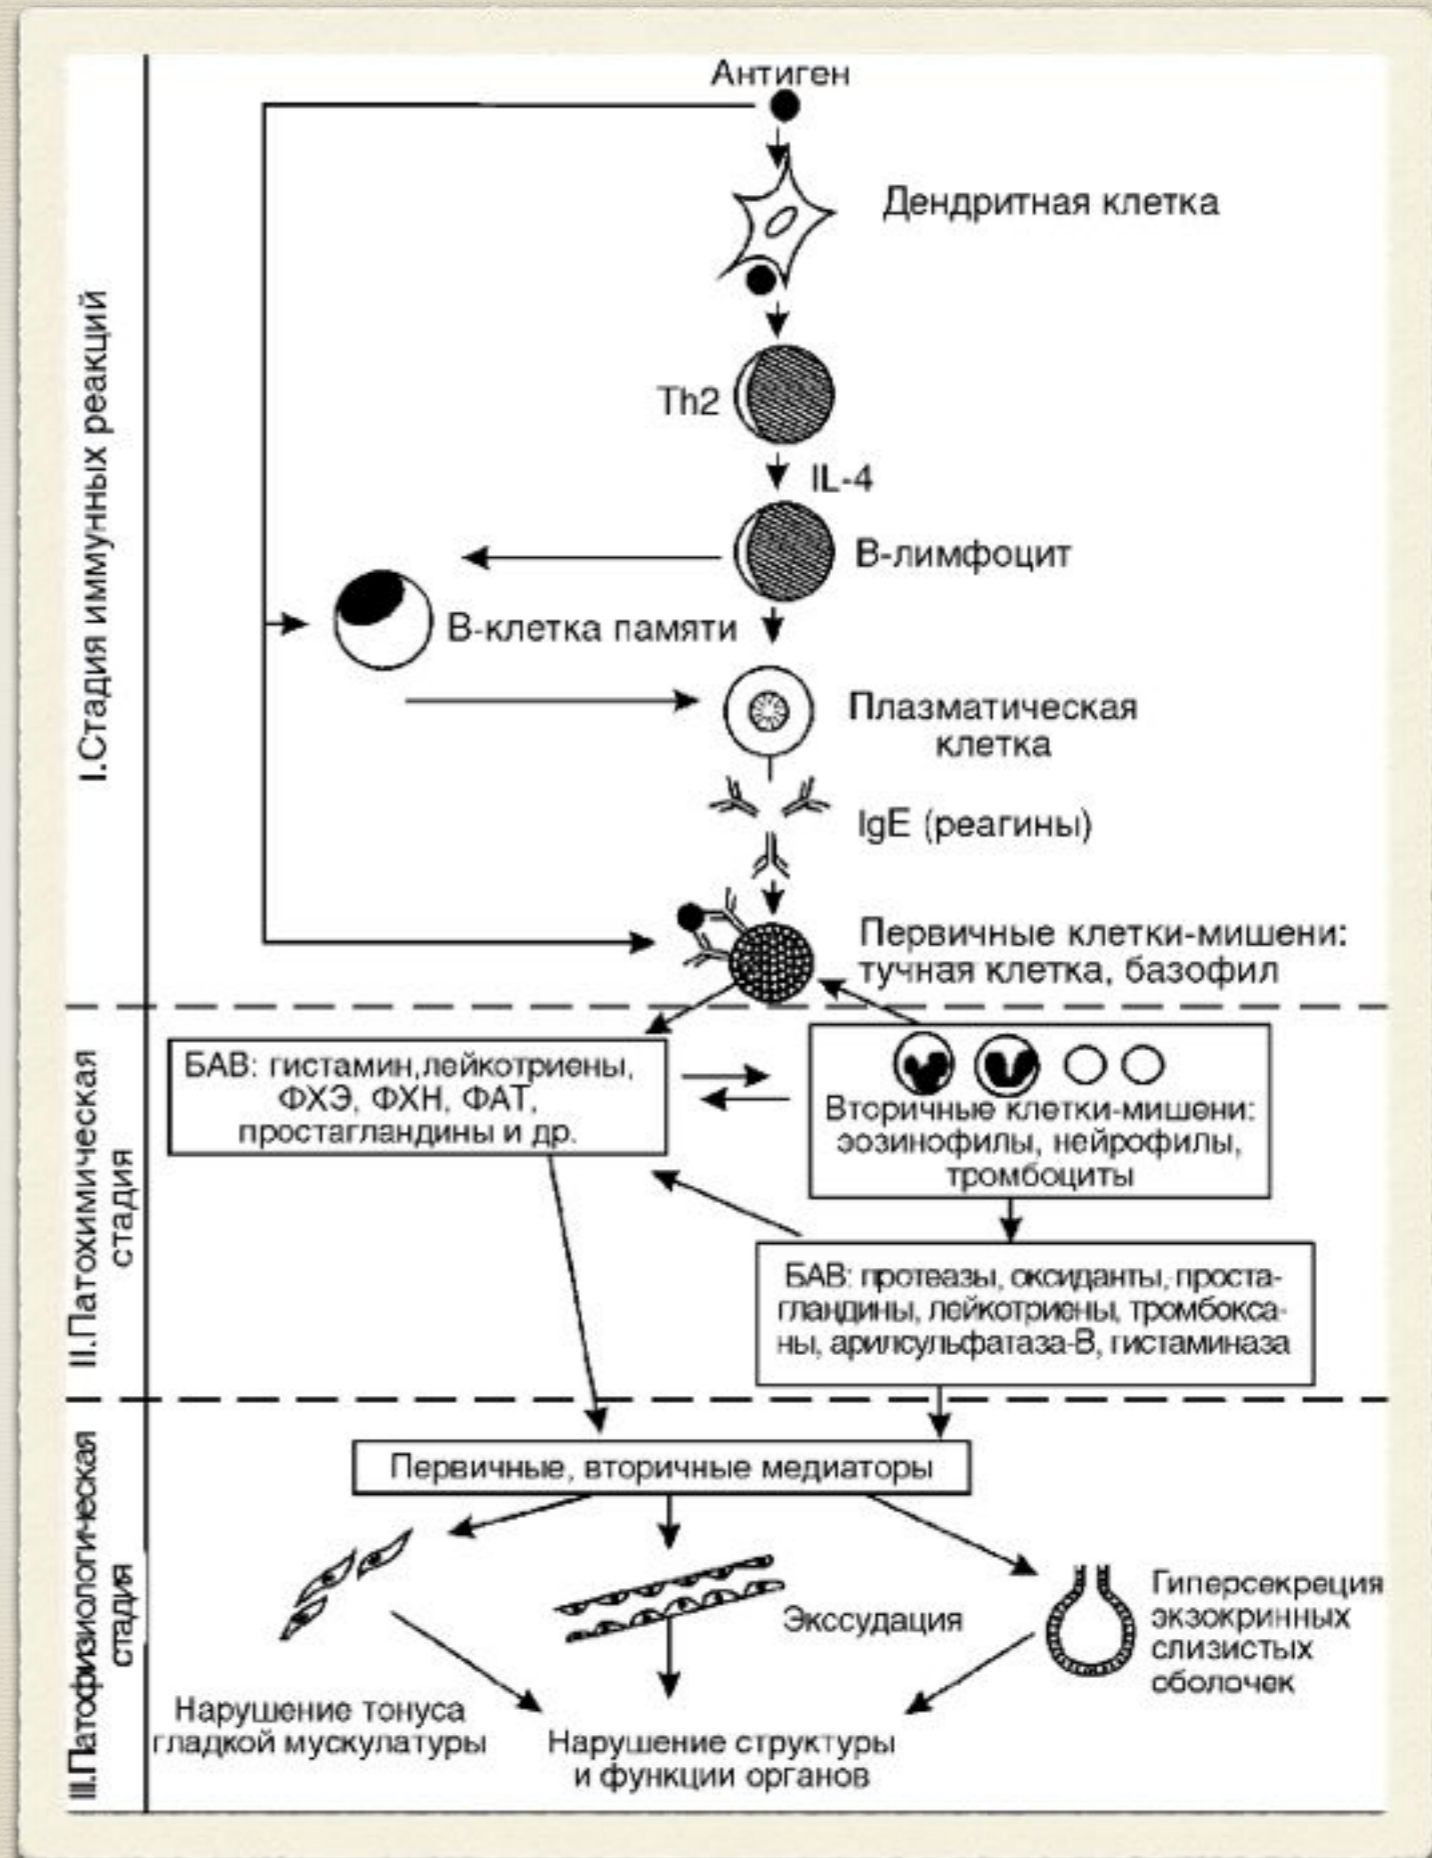 Антиген
Дендритная клетка
Th2
IL-4
В-лимфоцит
В-клетка памяти
Плазматическая
клетка
IgE (реагины)
Первичные клетки-мишени:
тучная клетка, базофил
I.Стадия иммунных реакций
БАВ: гистамин,лейкотриены,
ФХЭ, ФХН, ФАТ,
простагландины и др.
Вторичные клетки-мишени:
эозинофилы, нейрофилы,
тромбоциты
БАВ: протеазы, оксиданты, проста-
гландины, лейкотриены, тромбокса-
ны, арилсульфатаза-В, гистаминаза
II.Патохимическая
стадия
Первичные, вторичные медиаторы
Экссудация
Гиперсекреция
экзокринных
слизистых
оболочек
Нарушение тонуса
гладкой мускулатуры
Нарушение структуры
и функции органов
III.Патофизиологическая
стадия